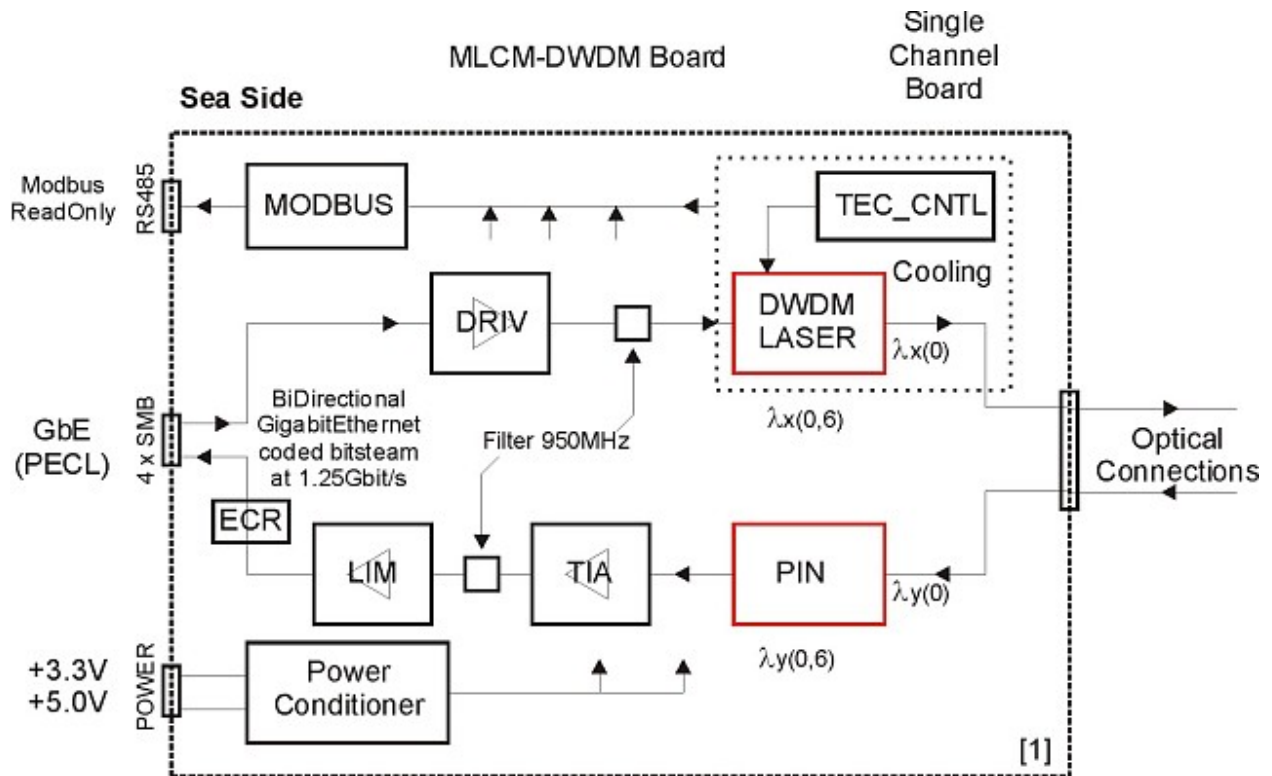 MLCM-DWDM Board
Single
Channel
Board
Sea Side
Modbus
ReadOnly
RS485
MODBUS
TEC_CNTL
Cooling
DRIV
DWDM
LASER
λx(0)
λx(0,6)
GbE
(PECL)
4 x SMB
BiDirectional
GigabitEthernet
coded bitsteam
at 1.25Gbit/s
Filter 950MHz
Optical
Connections
ECR
LIM
TIA
PIN
λy(0)
λy(0,6)
+3.3V
+5.0V
POWER
Power
Conditioner
[1]